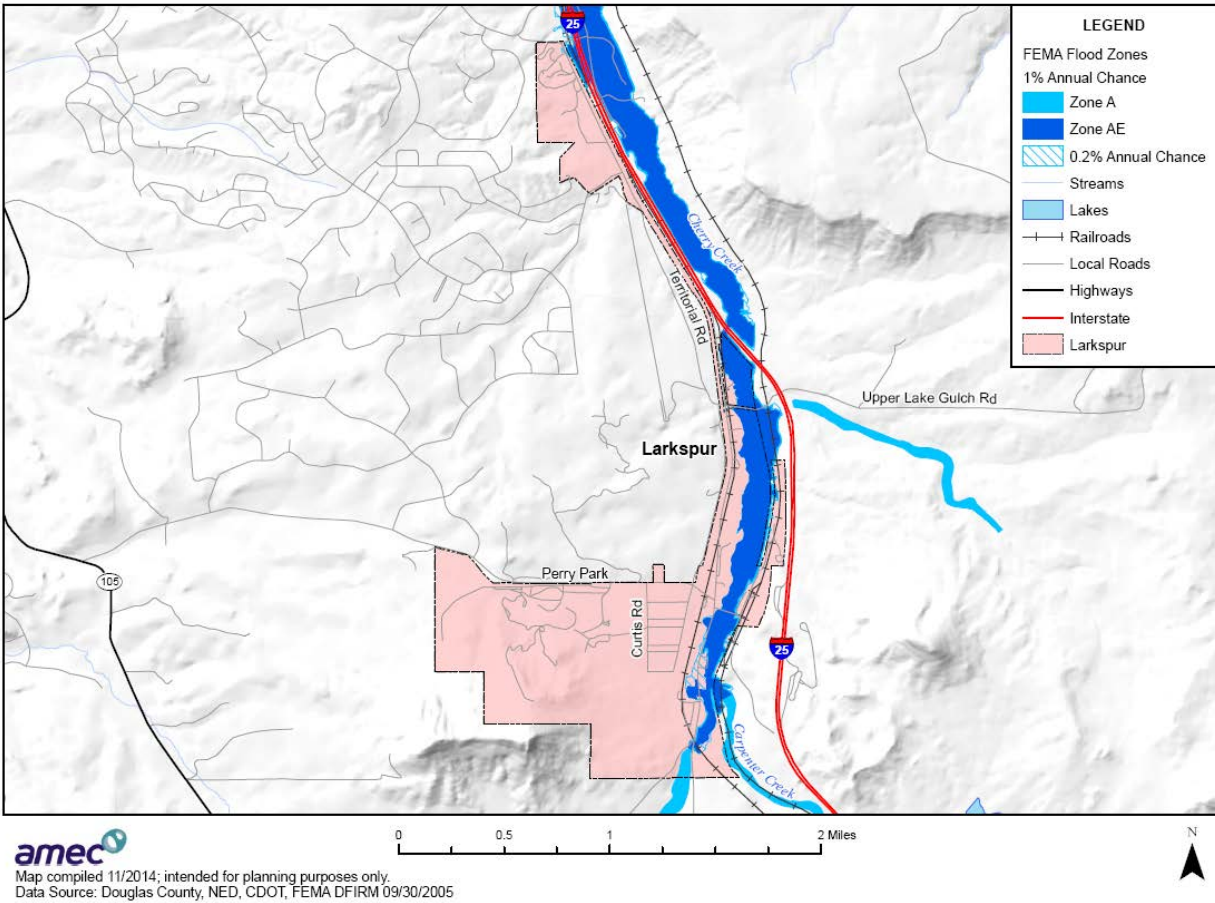 25
Cherry Creek
Territorial Rd
Upper Lake Gulch Rd
Larkspur
Perry Park
105
Curtis Rd
25
Carpenter Creek
LEGEND
FEMA Flood Zones
1% Annual Chance
Zone A
Zone AE
0.2% Annual Chance
Streams
Lakes
Railroads
Local Roads
Highways
Interstate
Larkspur
0 0.5 1 2 Miles
N
amec
Map compiled 11/2014; intended for planning purposes only.
Data Source: Douglas County, NED, CDOT, FEMA DFIRM 09/30/2005